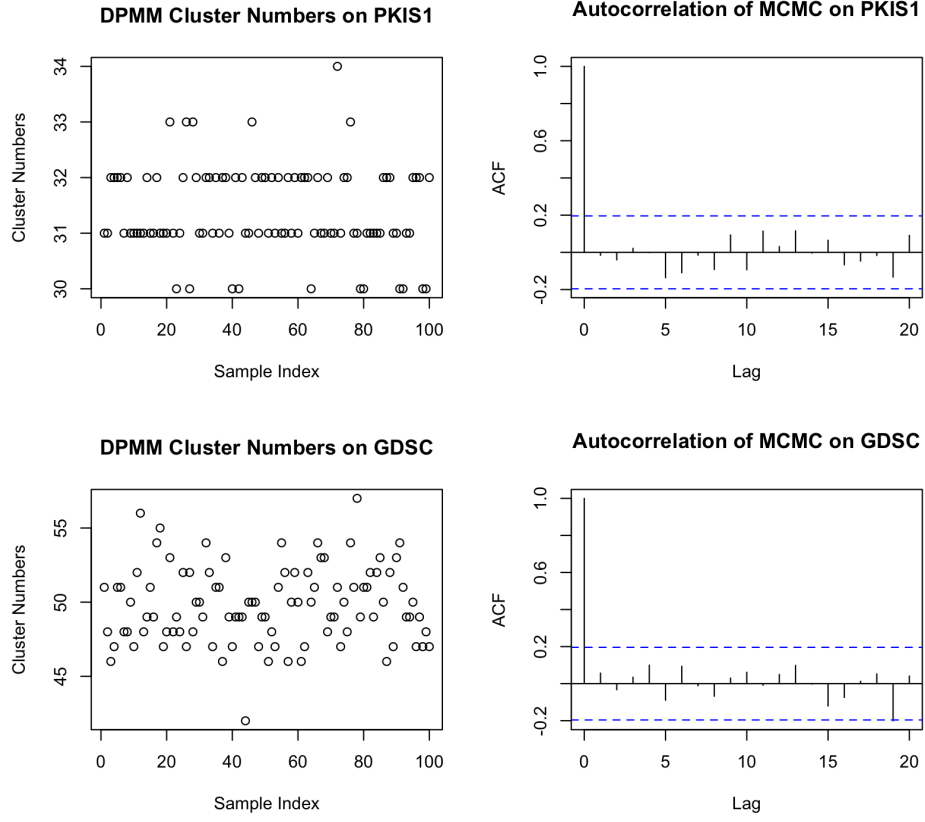 DPMM Cluster Numbers on PKIS1
Cluster Numbers
34
33
32
31
30
0 20 40 60 80 100
Sample Index
Autocorrelation of MCMC on PKIS1
ACF
1.0
0.6
0.2
-0.2
0 5 10 15 20
Lag
DPMM Cluster Numbers on GDSC
Cluster Numbers
55
50
45
0 20 40 60 80 100
Sample Index
Autocorrelation of MCMC on GDSC
ACF
1.0
0.6
0.2
-0.2
0 5 10 15 20
Lag